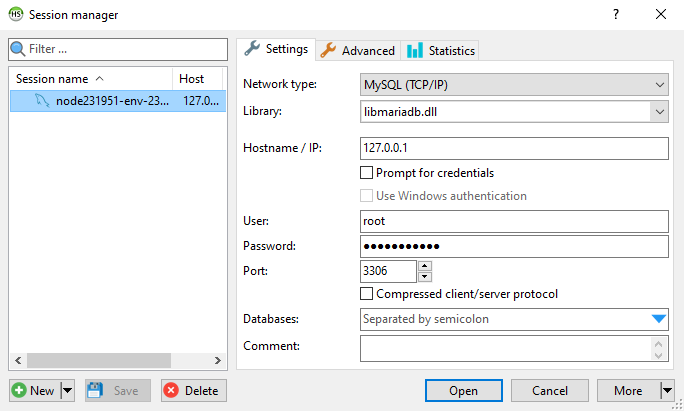 HS Session manager
Filter ...
Session name Host
node231951-env-23... 127.0...
New Save Delete
Settings Advanced Statistics
Network type: MySQL (TCP/IP)
Library: libmariadb.dll
Hostname / IP: 127.0.0.1
Prompt for credentials
Use Windows authentication
User: root
Password: ●●●●●●●●●●●
Port: 3306
Compressed client/server protocol
Databases: Separated by semicolon
Comment:
Open Cancel More